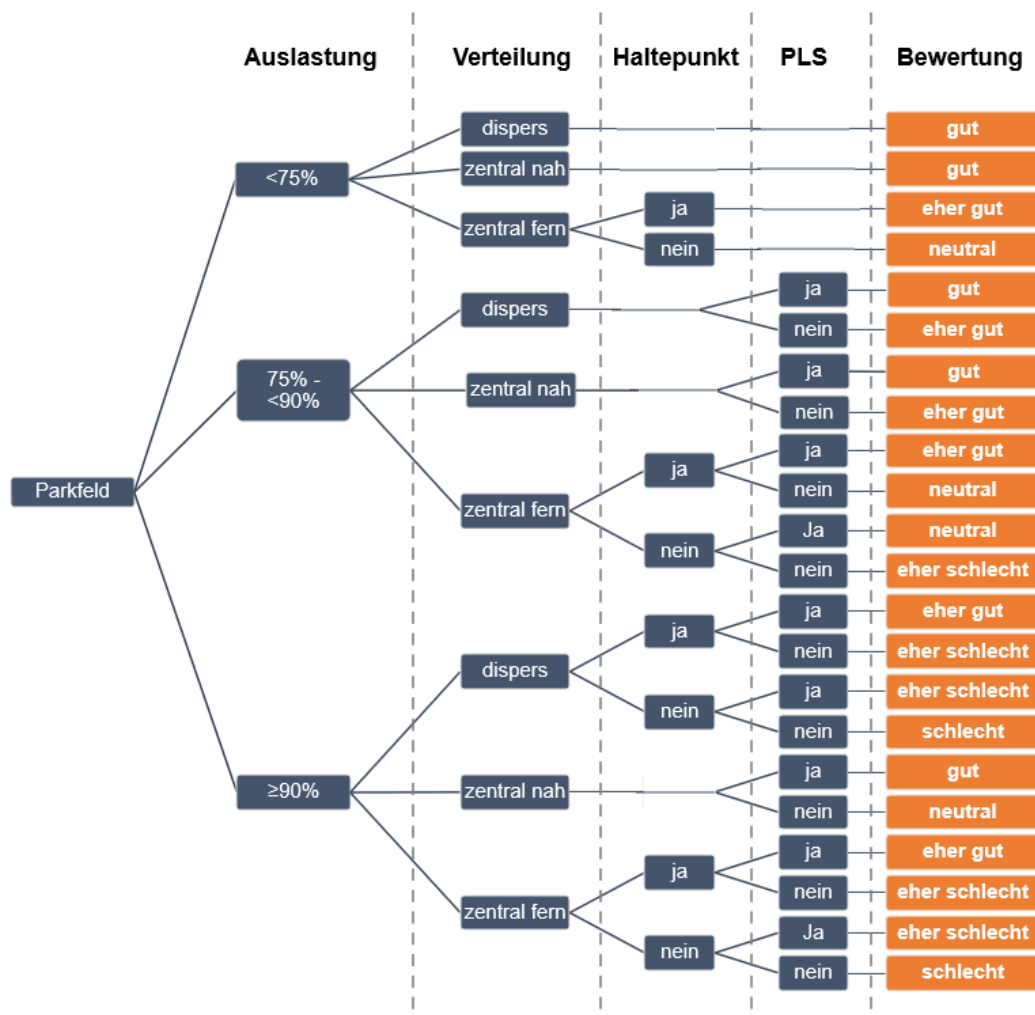 Auslastung Verteilung Haltepunkt PLS Bewertung
dispers gut
zentral nah gut
<75%
ja eher gut
zentral fern
nein neutral
ja gut
dispers
nein eher gut
75% -
<90%
zentral nah
ja gut
nein eher gut
ja eher gut
ja
nein neutral
Parkfeld
zentral fern
Ja neutral
nein
nein eher schlecht
ja eher gut
ja
nein eher schlecht
dispers
ja eher schlecht
nein
nein schlecht
ja gut
≥90% zentral nah
nein neutral
ja eher gut
ja
nein eher schlecht
zentral fern
Ja eher schlecht
nein
nein schlecht